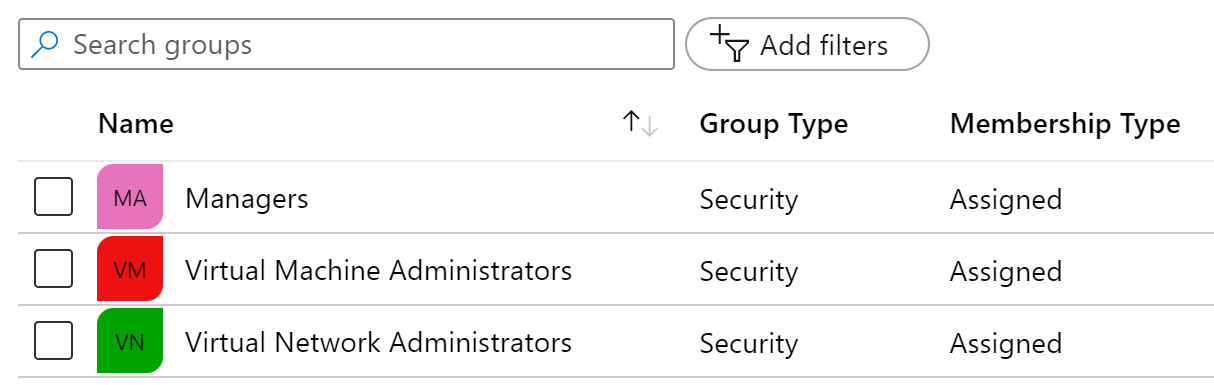 Search groups Add filters
Name Group Type Membership Type
MA Managers Security Assigned
VM Virtual Machine Administrators Security Assigned
VN Virtual Network Administrators Security Assigned